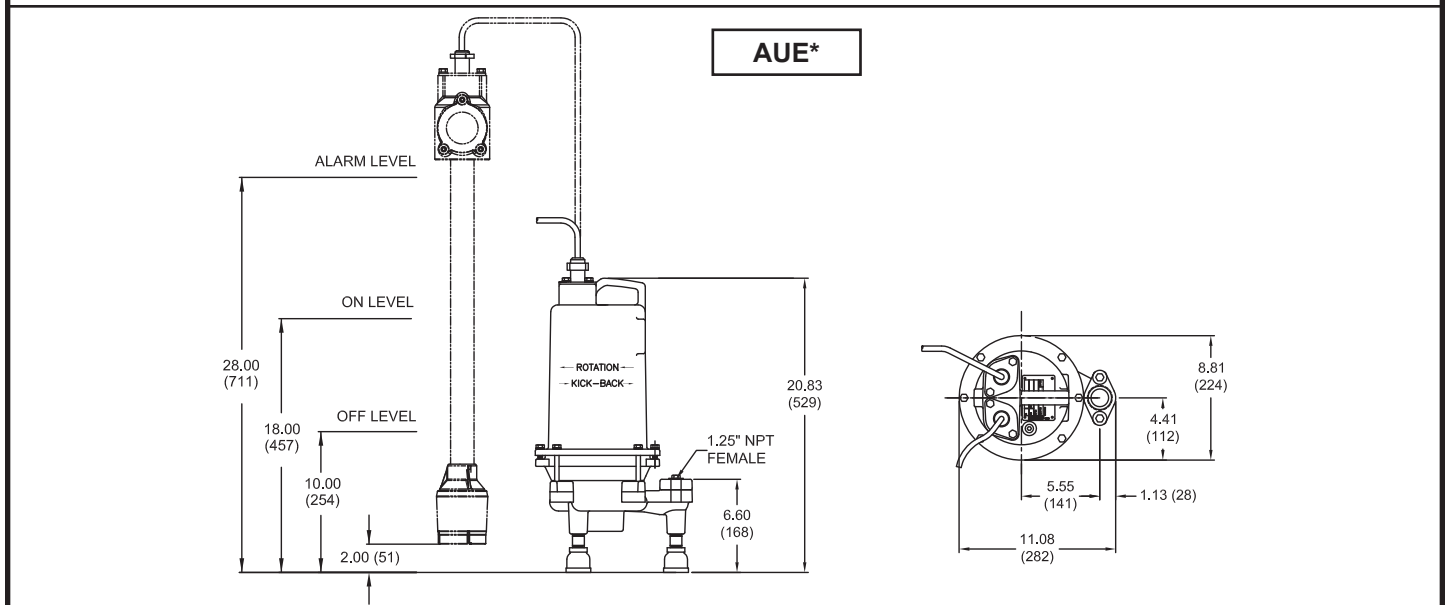 AUE*
ALARM LEVEL
ON LEVEL
OFF LEVEL
28.00
(711)
18.00
(457)
10.00
(254)
2.00 (51)
ROTATION
KICK-BACK
20.83
(529)
1.25" NPT
FEMALE
6.60
(168)
8.81
(224)
4.41
(112)
5.55
(141)
1.13 (28)
11.08
(282)